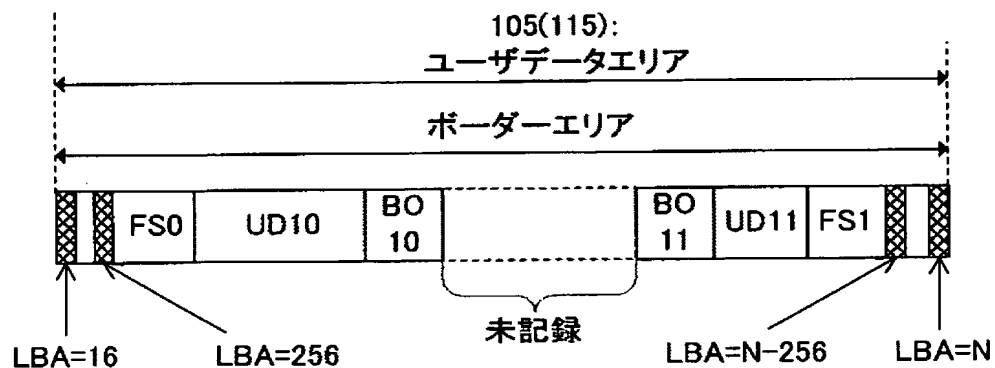 105(115):
ユーザデータエリア
ボーダーエリア
FS0
UD10
BO
10
BO
11
UD11
FS1
未記録
LBA=16
LBA=256
LBA=N-256
LBA=N